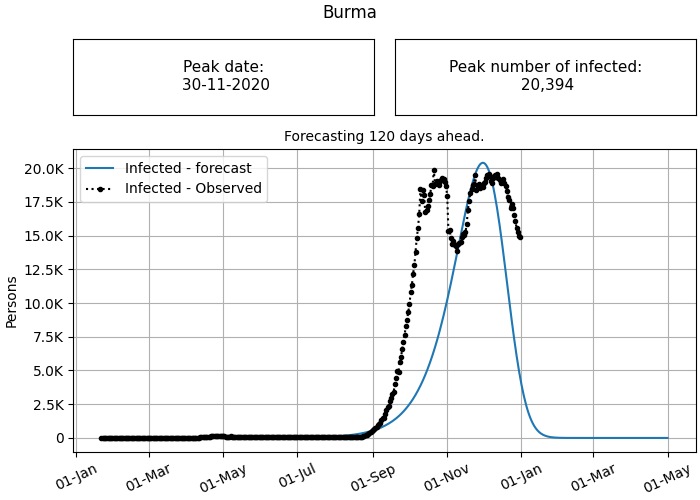 Burma
Peak date:
30-11-2020
Peak number of infected:
20,394
Forecasting 120 days ahead.
Infected - forecast
Infected - Observed
Persons
20.0K
17.5K
15.0K
12.5K
10.0K
7.5K
5.0K
2.5K
0
01-Jan
01-Mar
01-May
01-Jul
01-Sep
01-Nov
01-Jan
01-Mar
01-May